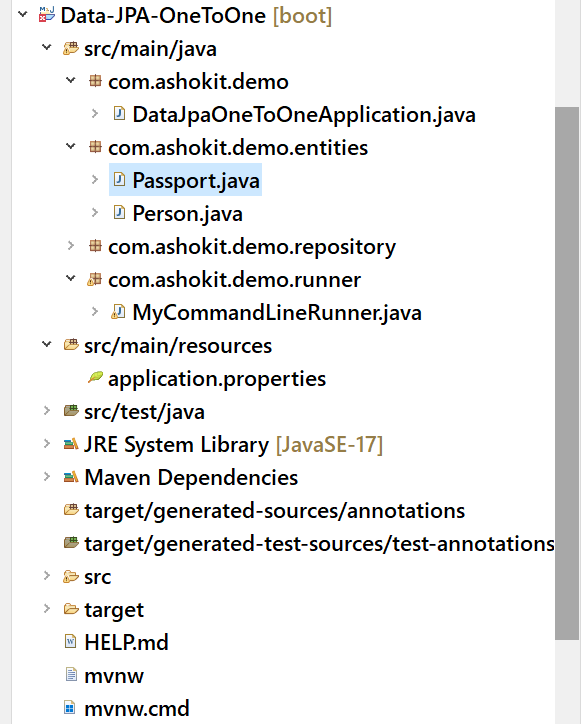 Data-JPA-OneToOne [boot]
src/main/java
com.ashokit.demo
DataJpaOneToOneApplication.java
com.ashokit.demo.entities
Passport.java
Person.java
com.ashokit.demo.repository
com.ashokit.demo.runner
MyCommandLineRunner.java
src/main/resources
application.properties
src/test/java
JRE System Library [JavaSE-17]
Maven Dependencies
target/generated-sources/annotations
target/generated-test-sources/test-annotations
src
target
HELP.md
mvnw
mvnw.cmd